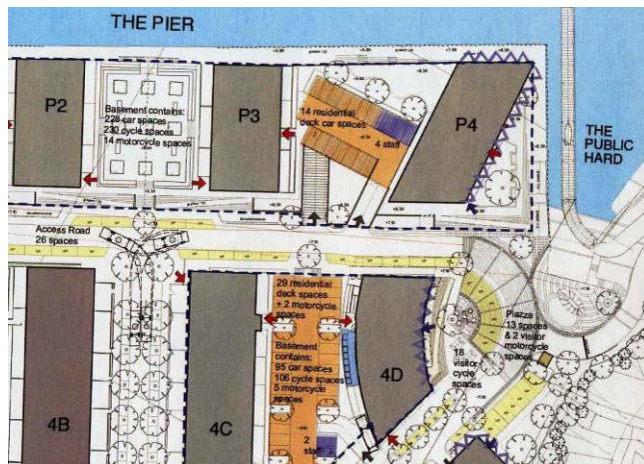 THE PIER
P2
P3
P4
Basement contains:
228 car spaces
230 cycle spaces
14 motorcycle spaces
14 residential
deck car spaces
4 staff
THE
PUBLIC
HARD
Access Road
26 spaces
29 residential
deck spaces
+ 2 motorcycle
spaces
Basement
contains:
95 car spaces
106 cycle spaces
5 motorcycle
spaces
Piazza
13 spaces
& 2 visitor
motorcycle
spaces
18
visitor
cycle
spaces
4B
4C
4D
2
staff